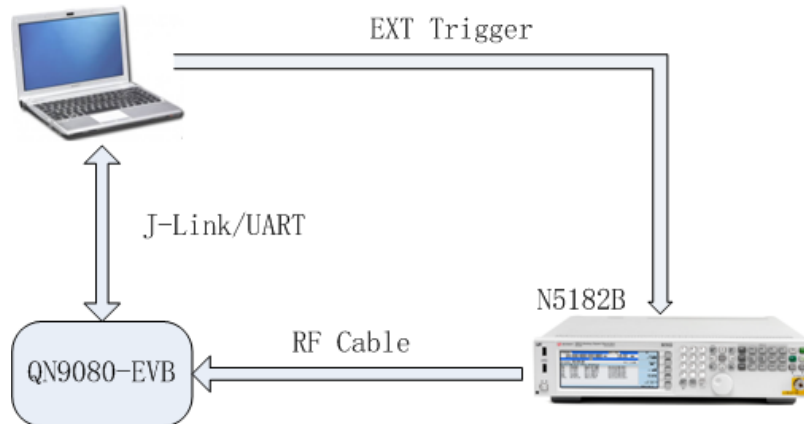 EXT Trigger
J-Link/UART
N5182B
RF Cable
QN9080-EVB